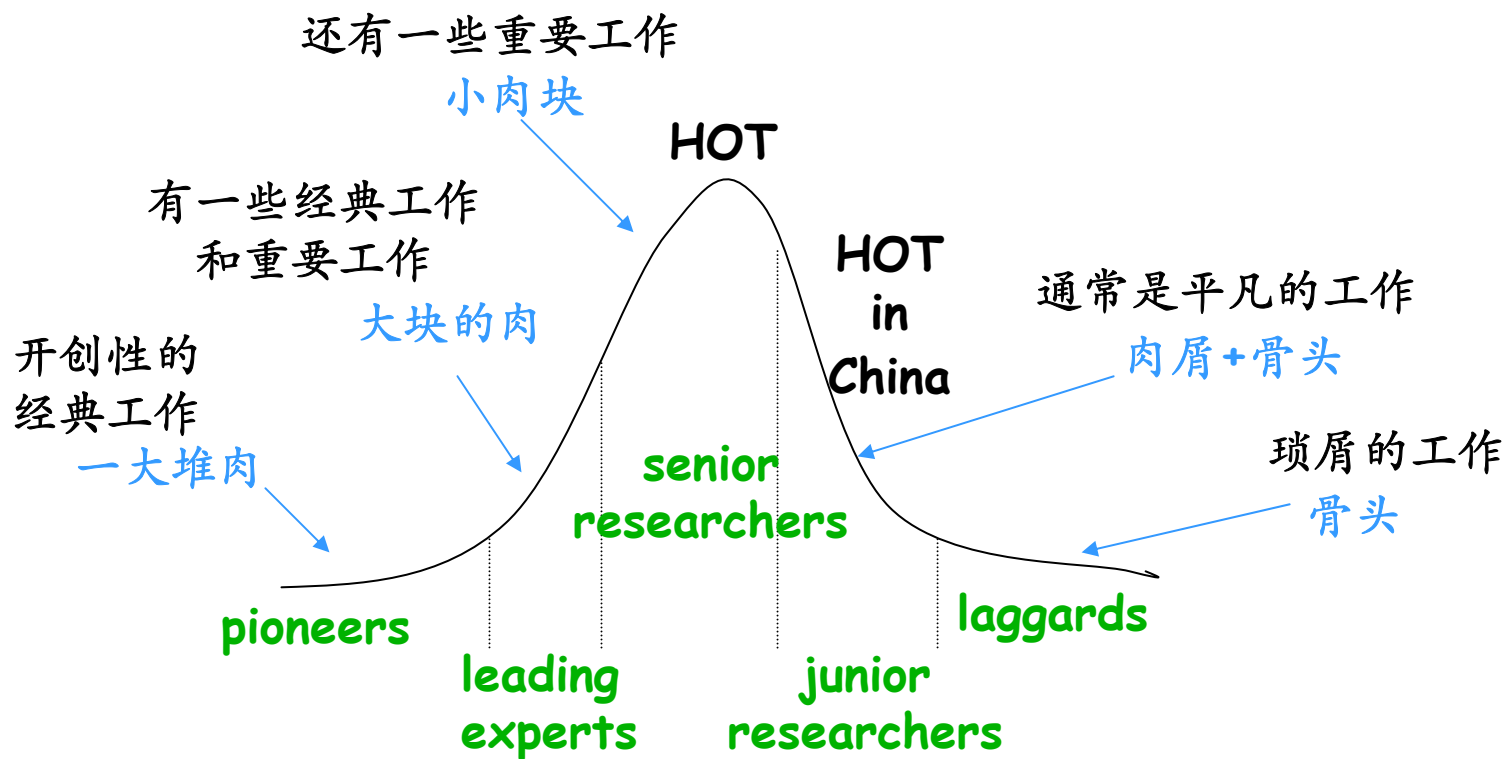 还有一些重要工作
小肉块
HOT
有一些经典工作
和重要工作
大块的肉
HOT
in
China
通常是平凡的工作
肉屑+骨头
开创性的
经典工作
一大堆肉
琐屑的工作
骨头
senior
researchers
pioneers
laggards
leading
experts
junior
researchers